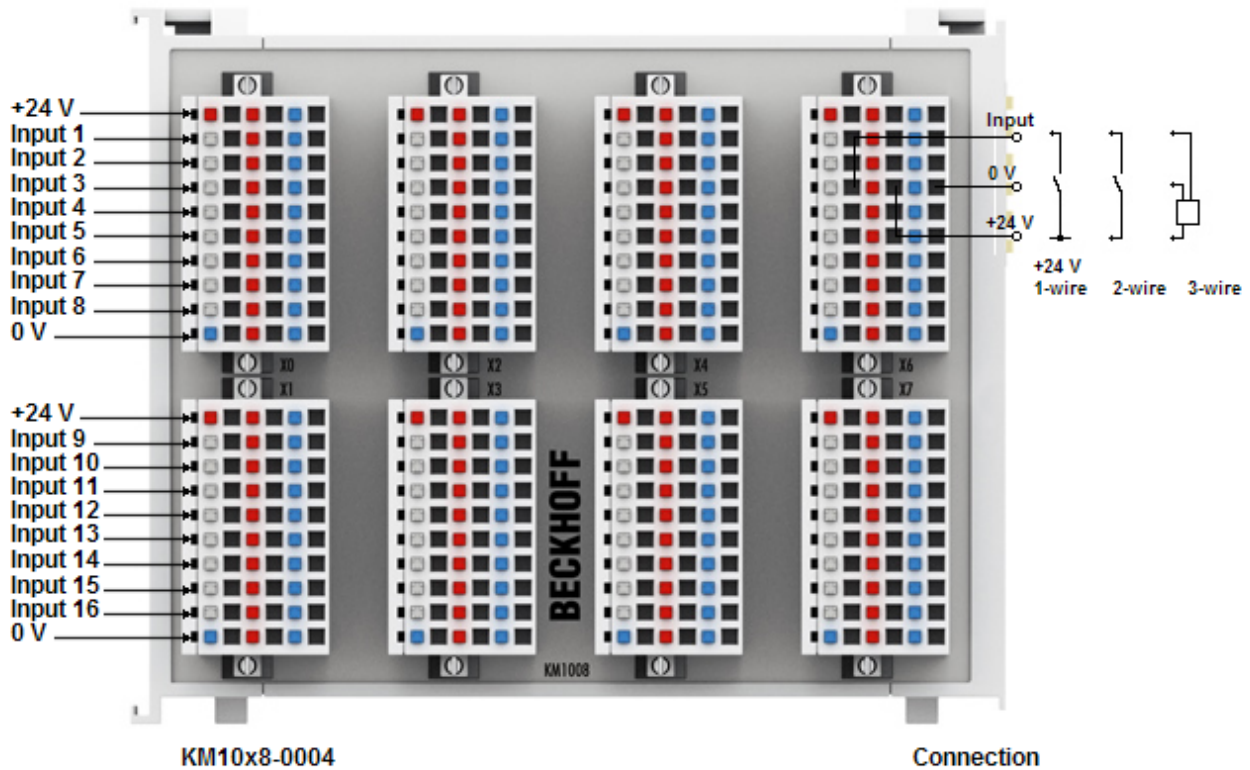 +24 V
Input 1
Input 2
Input 3
Input 4
Input 5
Input 6
Input 7
Input 8
0 V
X0
X2
X4
X6
Input
0 V
+24 V
+24 V
1-wire 2-wire 3-wire
X1
X3
X5
X7
+24 V
Input 9
Input 10
Input 11
Input 12
Input 13
Input 14
Input 15
Input 16
0 V
BECKHOFF
KM1008
KM10x8-0004
Connection